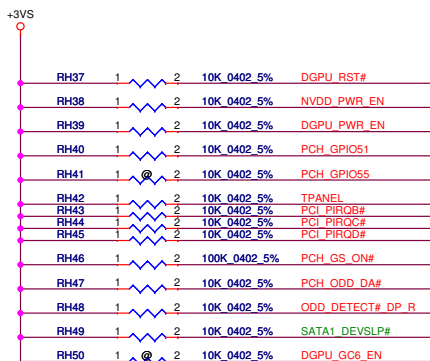 +3VS
RH37 1 2 10K_0402_5% DGPU_RST#
RH38 1 2 10K_0402_5% NVDD_PWR_EN
RH39 1 2 10K_0402_5% DGPU_PWR_EN
RH40 1 2 10K_0402_5% PCH_GPIO51
RH41 1 @ 2 10K_0402_5% PCH_GPIO55
RH42 1 2 10K_0402_5% TPANEL
RH43 1 2 10K_0402_5% PCI_PIRQB#
RH44 1 2 10K_0402_5% PCI_PIRQC#
RH45 1 2 10K_0402_5% PCI_PIRQD#
RH46 1 2 100K_0402_5% PCH_GS_ON#
RH47 1 2 10K_0402_5% PCH_ODD_DA#
RH48 1 2 10K_0402_5% ODD_DETECT#_DP_R
RH49 1 2 10K_0402_5% SATA1_DEVSLP#
RH50 1 @ 2 10K_0402_5% DGPU_GC6_EN